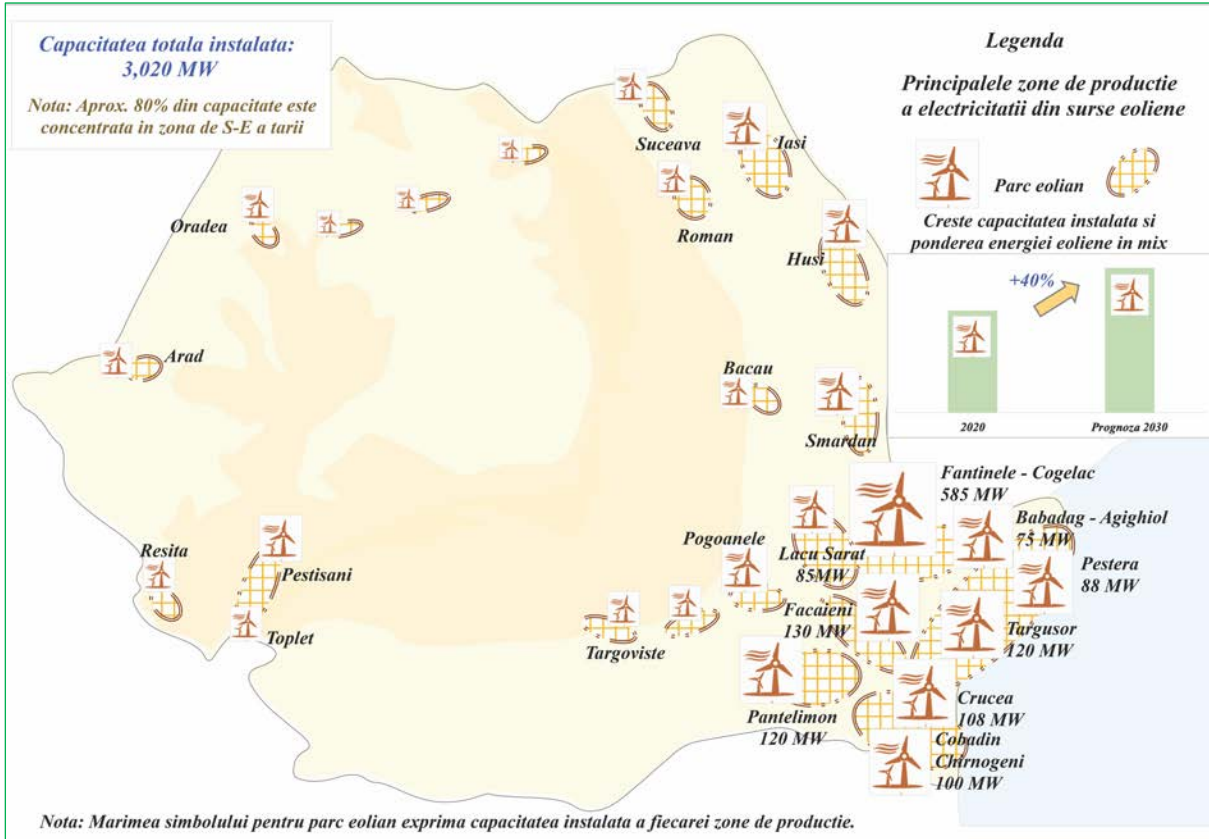 Capacitatea totala instalata:
3,020 MW
Nota: Aprox. 80% din capacitate este
concentrata in zona de S-E a tarii
Legenda
Principalele zone de productie
a electricitatii din surse eoliene
Parc eolian
Creste capacitatea instalata si
ponderea energiei eoliene in mix
+40%
2020
Prognoza 2030
Suceava
Iasi
Oradea
Roman
Husi
Arad
Bacau
Smardan
Fantinele - Cogelac
585 MW
Babadag - Agighiol
75 MW
Pestera
88 MW
Resita
Pestisani
Pogoanele
Lacu Sarat
85MW
Facaieni
130 MW
Targusor
120 MW
Toplet
Targoviste
Pantelimon
120 MW
Crucea
108 MW
Cobadin
Chirnogeni
100 MW
Nota: Marimea simbolului pentru parc eolian exprima capacitatea instalata a fiecarei zone de productie.